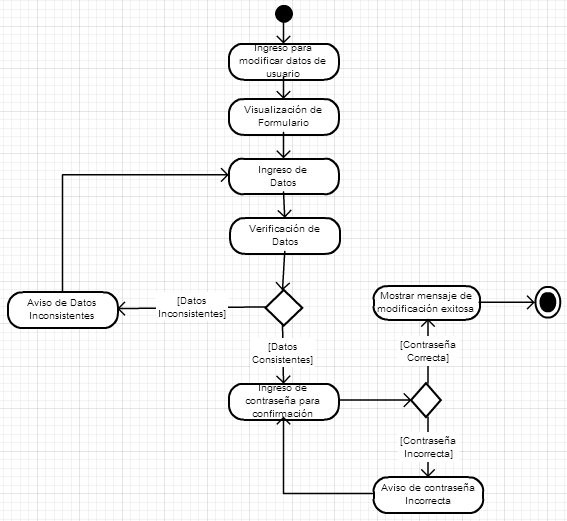 Ingreso para
modificar datos de
usuario
Visualización de
Formulario
Ingreso de
Datos
Verificación de
Datos
Aviso de Datos
Inconsistentes
[Datos
Inconsistentes]
Mostrar mensaje de
modificación exitosa
[Datos
Consistentes]
[Contraseña
Correcta]
Ingreso de
contraseña para
confirmación
[Contraseña
Incorrecta]
Aviso de contraseña
Incorrecta